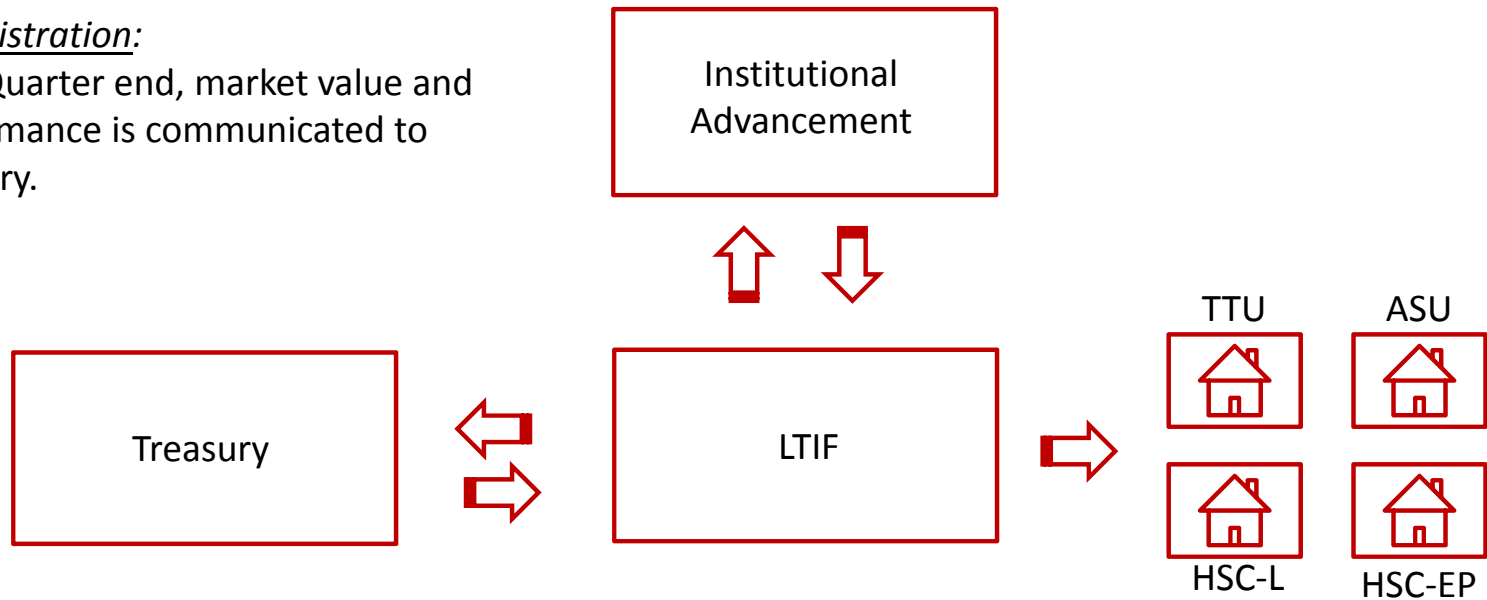 istration:
Quarter end, market value and
mance is communicated to
ry.
Institutional
Advancement
TTU ASU
Treasury
LTIF
HSC-L HSC-EP